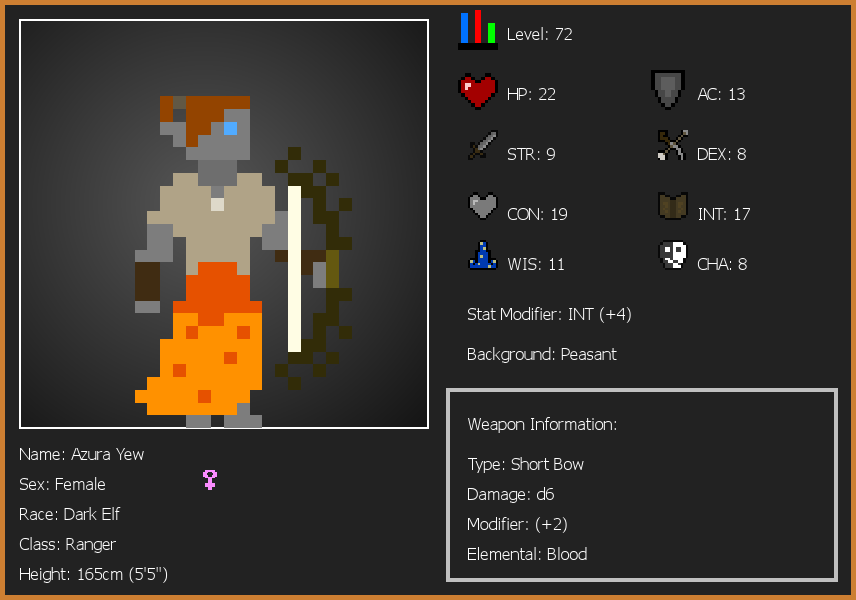 Level: 72
HP: 22
AC: 13
STR: 9
DEX: 8
CON: 19
INT: 17
WIS: 11
CHA: 8
Stat Modifier: INT (+4)
Background: Peasant
Weapon Information:
Type: Short Bow
Damage: d6
Modifier: (+2)
Elemental: Blood
Name: Azura Yew
Sex: Female
Race: Dark Elf
Class: Ranger
Height: 165cm (5'5")